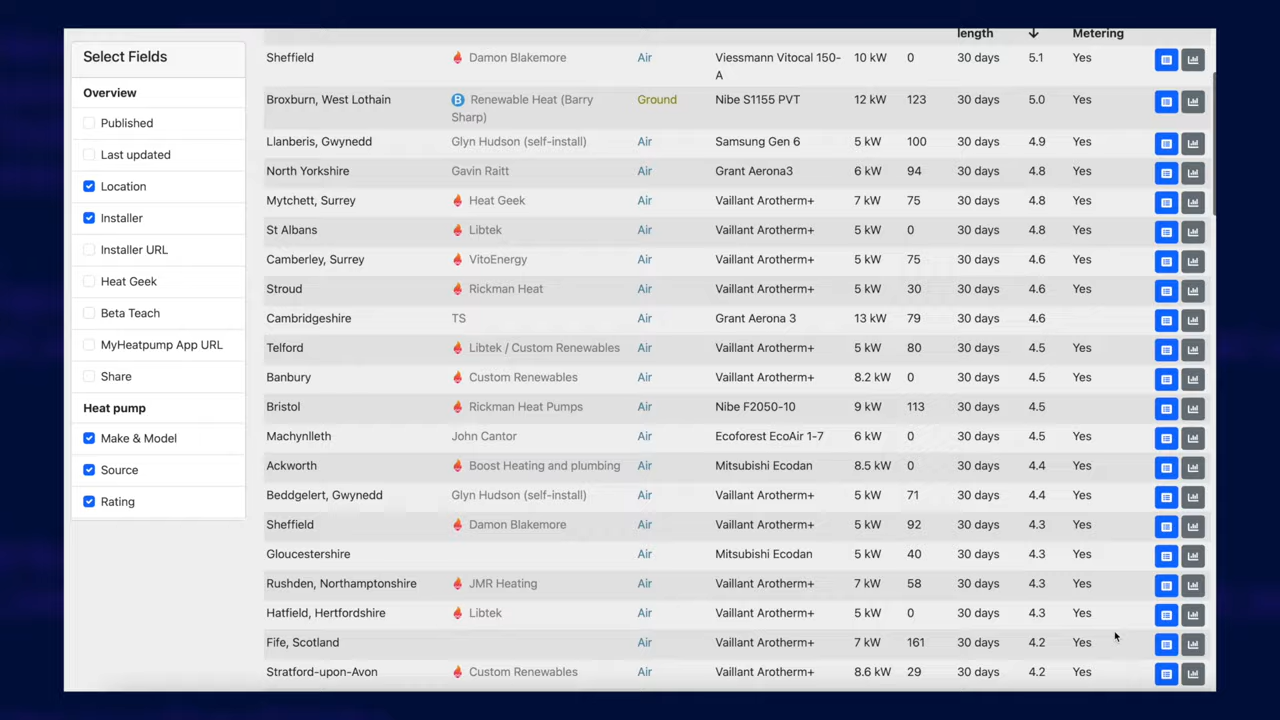 Select Fields
Overview
Published
Last updated
Location
Installer
Installer URL
Heat Geek
Beta Teach
MyHeatpump App URL
Share
Heat pump
Make & Model
Source
Rating
length ↓ Metering
Sheffield Damon Blakemore Air Viessmann Vitocal 150- 10 kW 0 30 days 5.1 Yes
A
Broxburn, West Lothain B Renewable Heat (Barry Ground Nibe S1155 PVT 12 kW 123 30 days 5.0 Yes
Sharp)
Llanberis, Gwynedd Glyn Hudson (self-install) Air Samsung Gen 6 5 kW 100 30 days 4.9 Yes
North Yorkshire Gavin Raitt Air Grant Aerona3 6 kW 94 30 days 4.8 Yes
Mytchett, Surrey Heat Geek Air Vaillant Arotherm+ 7 kW 75 30 days 4.8 Yes
St Albans Libtek Air Vaillant Arotherm+ 5 kW 0 30 days 4.8 Yes
Camberley, Surrey VitoEnergy Air Vaillant Arotherm+ 5 kW 75 30 days 4.6 Yes
Stroud Rickman Heat Air Vaillant Arotherm+ 5 kW 30 30 days 4.6 Yes
Cambridgeshire TS Air Grant Aerona 3 13 kW 79 30 days 4.6
Telford Libtek / Custom Renewables Air Vaillant Arotherm+ 5 kW 80 30 days 4.5 Yes
Banbury Custom Renewables Air Vaillant Arotherm+ 8.2 kW 0 30 days 4.5 Yes
Bristol Rickman Heat Pumps Air Nibe F2050-10 9 kW 113 30 days 4.5
Machynlleth John Cantor Air Ecoforest EcoAir 1-7 6 kW 0 30 days 4.5 Yes
Ackworth Boost Heating and plumbing Air Mitsubishi Ecodan 8.5 kW 0 30 days 4.4 Yes
Beddgelert, Gwynedd Glyn Hudson (self-install) Air Vaillant Arotherm+ 5 kW 71 30 days 4.4 Yes
Sheffield Damon Blakemore Air Vaillant Arotherm+ 5 kW 92 30 days 4.3 Yes
Gloucestershire Air Mitsubishi Ecodan 5 kW 40 30 days 4.3 Yes
Rushden, Northamptonshire JMR Heating Air Vaillant Arotherm+ 7 kW 58 30 days 4.3 Yes
Hatfield, Hertfordshire Libtek Air Vaillant Arotherm+ 5 kW 0 30 days 4.3 Yes
Fife, Scotland Air Vaillant Arotherm+ 7 kW 161 30 days 4.2 Yes
Stratford-upon-Avon Custom Renewables Air Vaillant Arotherm+ 8.6 kW 29 30 days 4.2 Yes